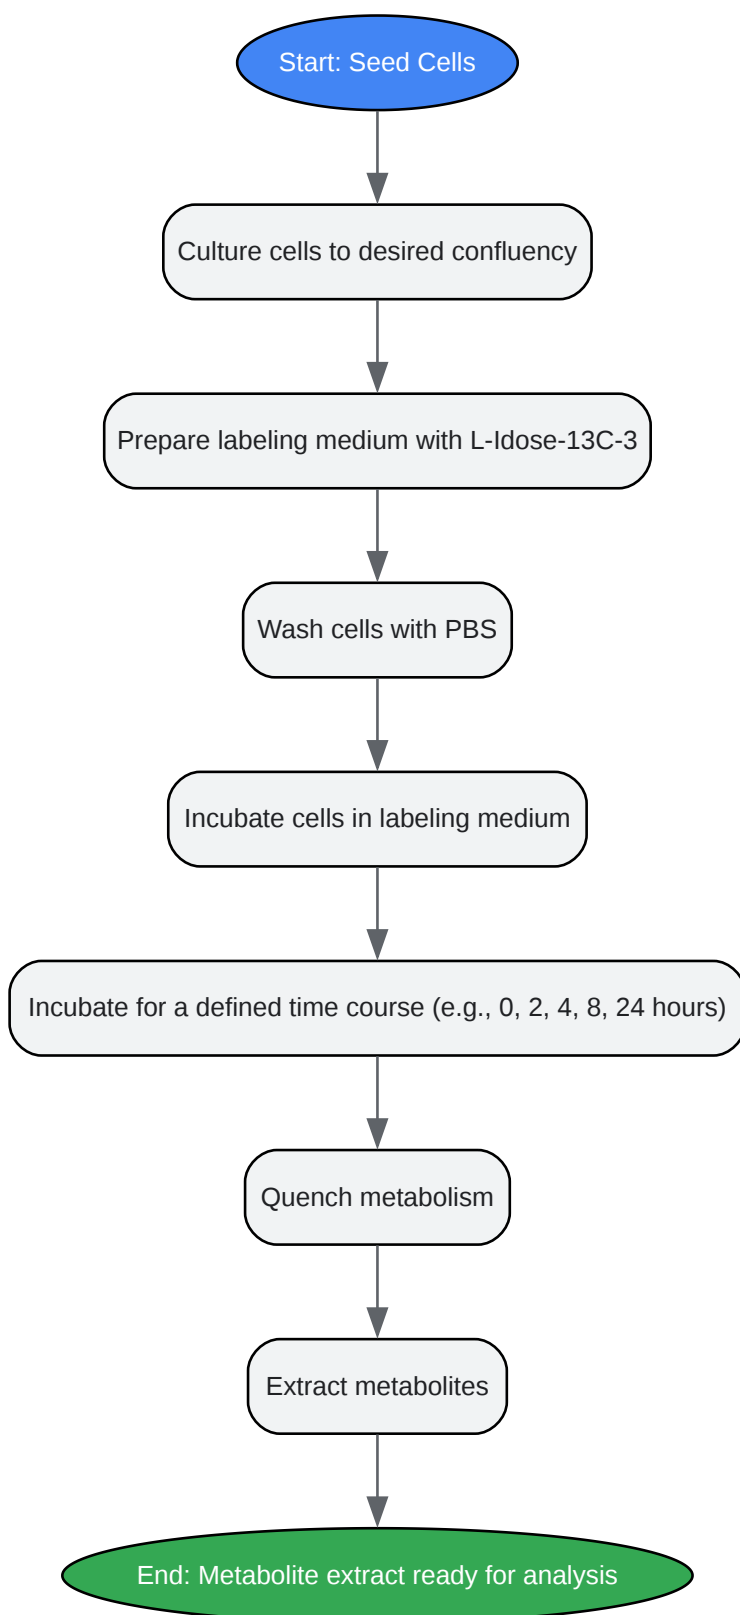 Start: Seed Cells
Culture cells to desired confluency
Prepare labeling medium with L-Idose-13C-3
Wash cells with PBS
Incubate cells in labeling medium
Incubate for a defined time course (e.g., 0, 2, 4, 8, 24 hours)
Quench metabolism
Extract metabolites
End: Metabolite extract ready for analysis